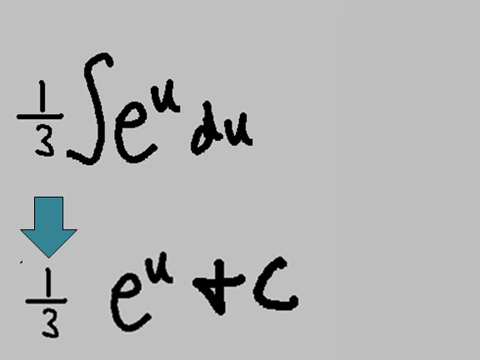 1/3 ∫ e^u du
1/3 e^u + C